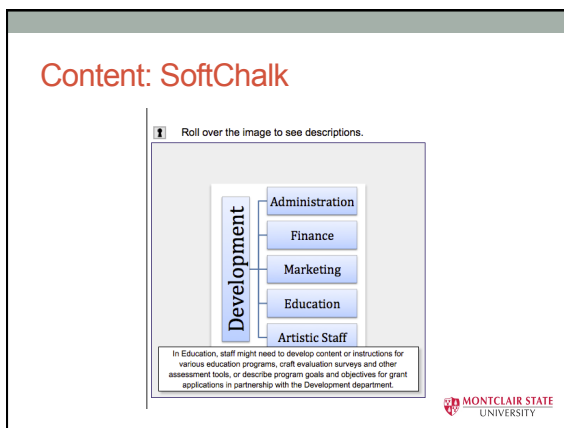 Content: SoftChalk
Roll over the image to see descriptions.
Development
Administration
Finance
Marketing
Education
Artistic Staff
In Education, staff might need to develop content or instructions for
various education programs, craft evaluation surveys and other
assessment tools, or describe program goals and objectives for grant
applications in partnership with the Development department.
MONTCLAIR STATE
UNIVERSITY